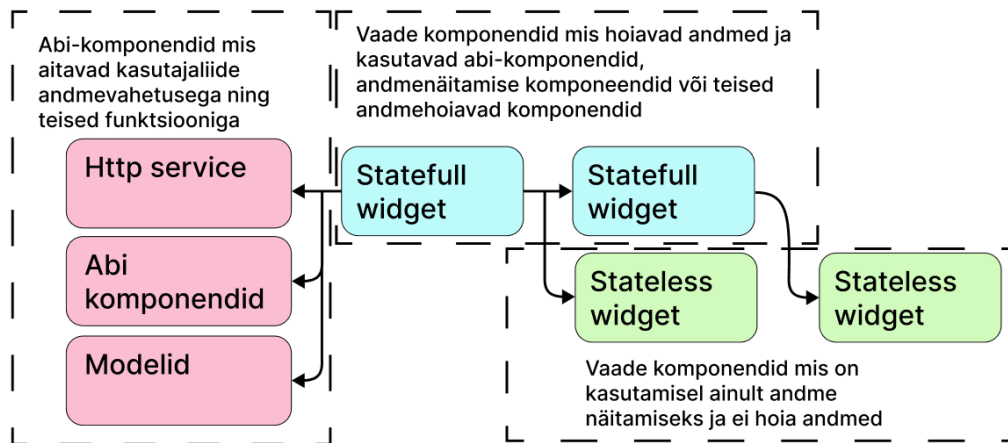 Abi-komponendid mis
aitavad kasutajaliide
andmevahetusega ning
teised funktsiooniga
Http service
Abi
komponendid
Modelid
Vaade komponendid mis hoiavad andmed ja
kasutavad abi-komponendid,
andmenäitamise komponeendid või teised
andmehoiavad komponendid
Statefull
widget
Statefull
widget
Stateless
widget
Stateless
widget
Vaade komponendid mis on
kasutamisel ainult andme
näitamiseks ja ei hoia andmed